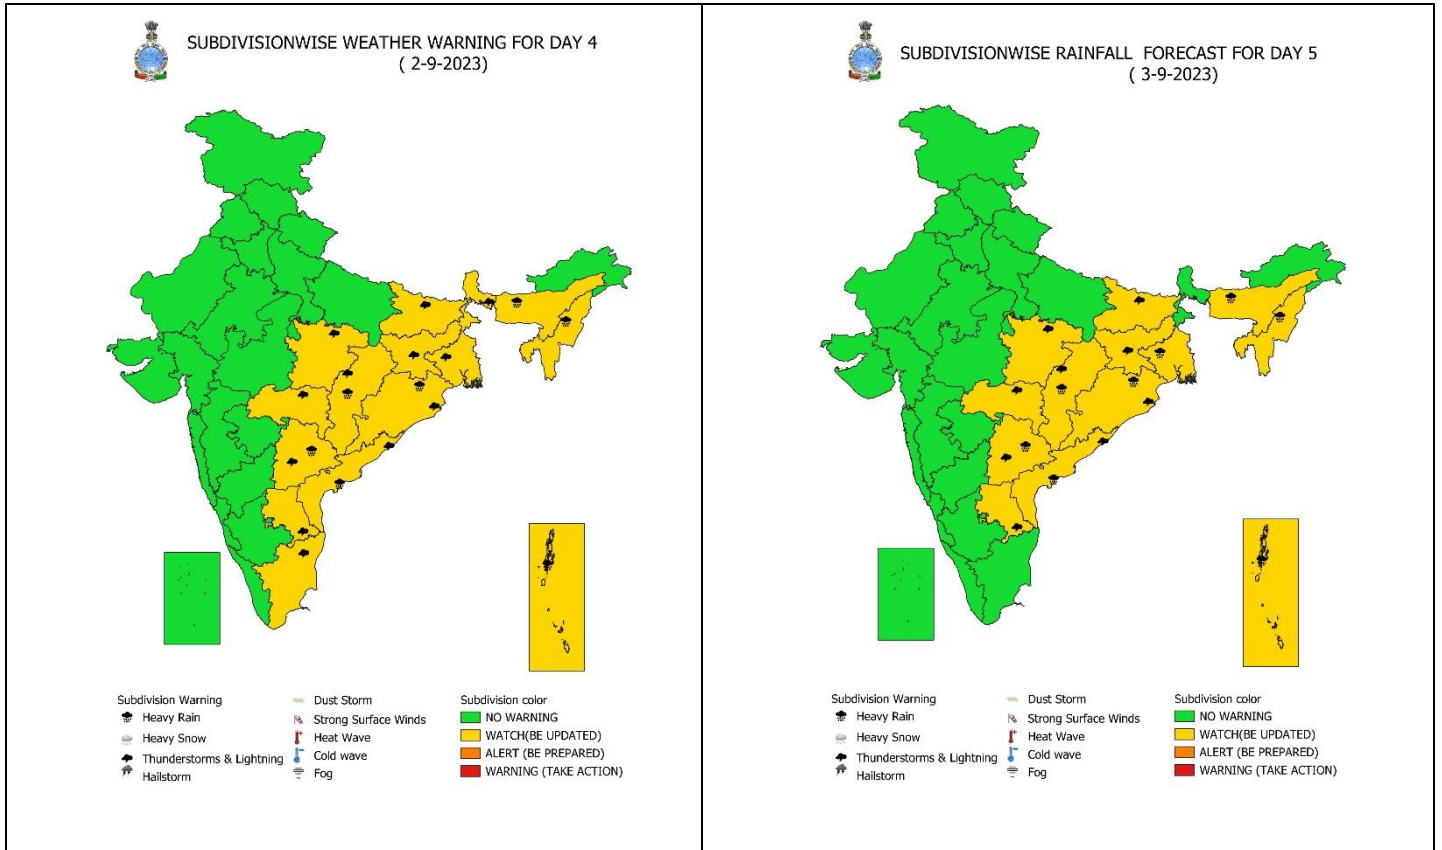 SUBDIVISIONWISE WEATHER WARNING FOR DAY 4
( 2-9-2023)
Subdivision Warning
Heavy Rain
Heavy Snow
Thunderstorms & Lightning
Hailstorm
Dust Storm
Strong Surface Winds
Heat Wave
Cold wave
Fog
Subdivision color
NO WARNING
WATCH(BE UPDATED)
ALERT (BE PREPARED)
WARNING (TAKE ACTION)
SUBDIVISIONWISE RAINFALL FORECAST FOR DAY 5
( 3-9-2023)
Subdivision Warning
Heavy Rain
Heavy Snow
Thunderstorms & Lightning
Hailstorm
Dust Storm
Strong Surface Winds
Heat Wave
Cold wave
Fog
Subdivision color
NO WARNING
WATCH(BE UPDATED)
ALERT (BE PREPARED)
WARNING (TAKE ACTION)